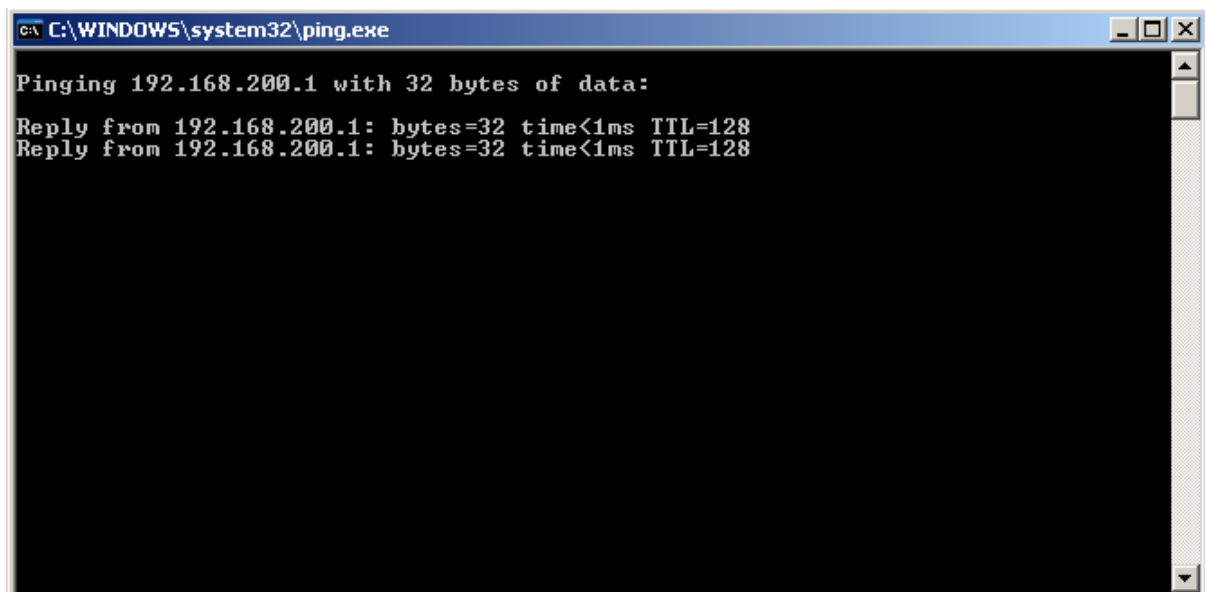 C:\WINDOWS\system32\ping.exe
Pinging 192.168.200.1 with 32 bytes of data:
Reply from 192.168.200.1: bytes=32 time<1ms TTL=128
Reply from 192.168.200.1: bytes=32 time<1ms TTL=128